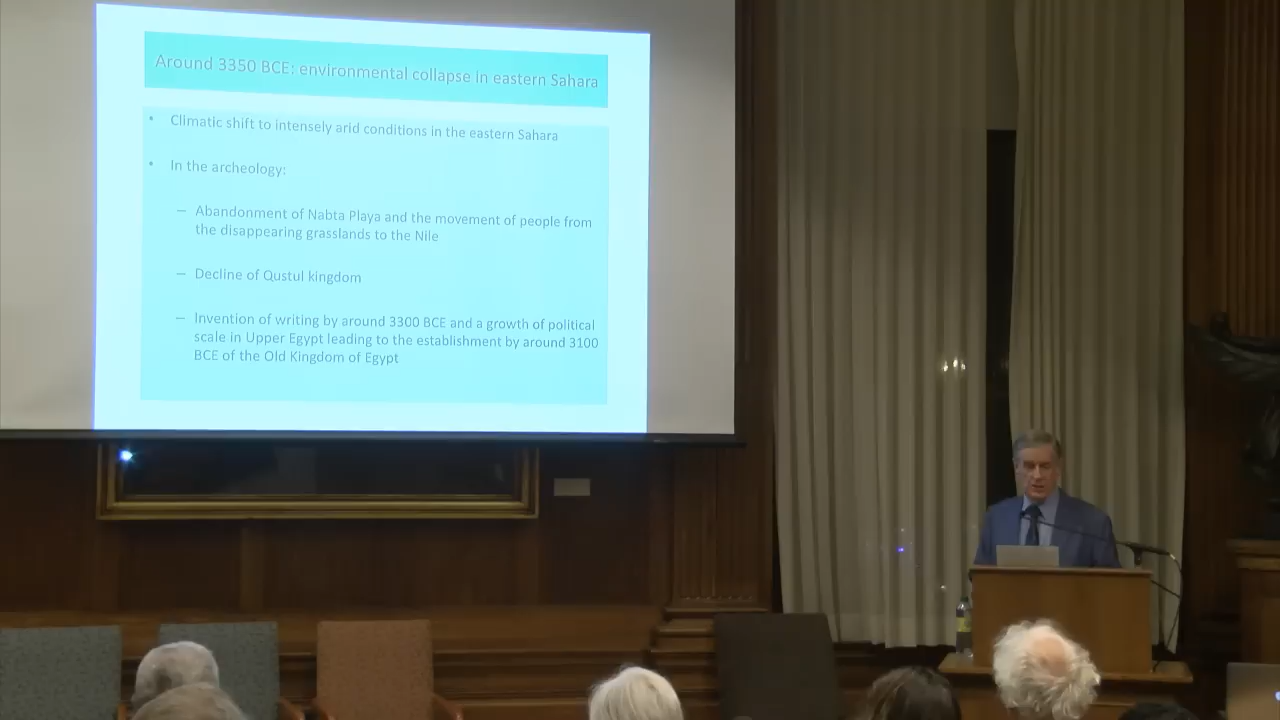 Around 3350 BCE: environmental collapse in eastern Sahara
• Climatic shift to intensely arid conditions in the eastern Sahara
• In the archeology:
– Abandonment of Nabta Playa and the movement of people from
the disappearing grasslands to the Nile
– Decline of Qustul kingdom
– Invention of writing by around 3300 BCE and a growth of political
scale in Upper Egypt leading to the establishment by around 3100
BCE of the Old Kingdom of Egypt